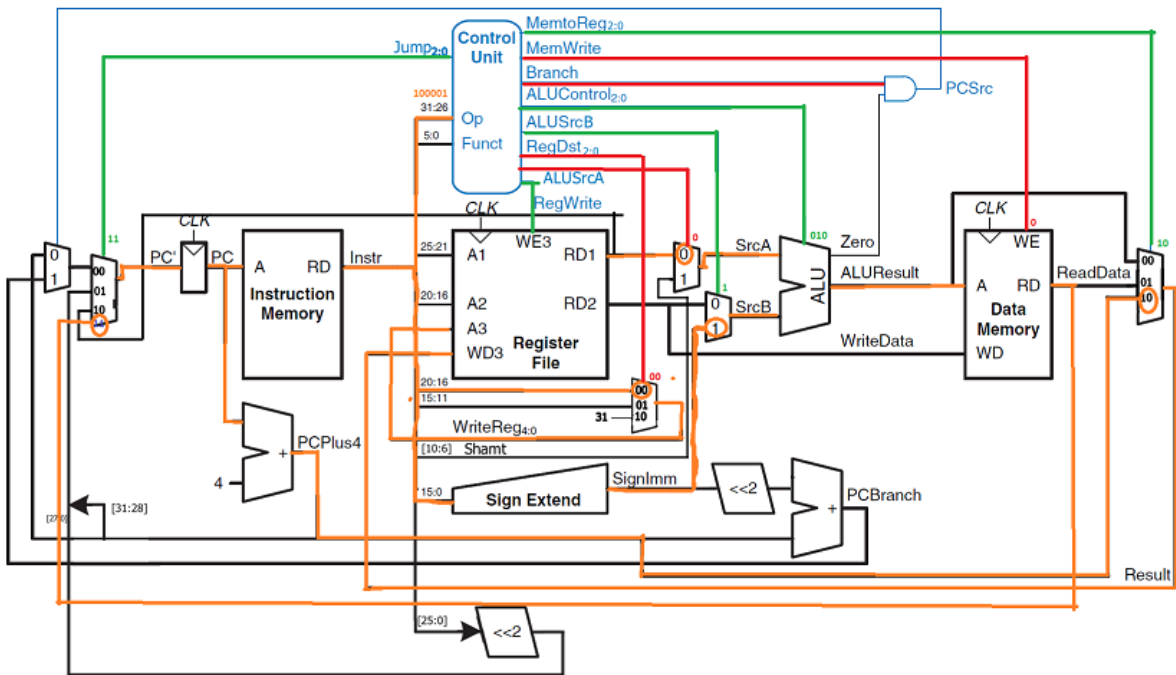 MemtoReg2:0
10
Control
Unit
MemWrite
Jump2:0
Branch
PCSrc
100001
31:26
ALUControl2:0
Op
ALUSrcB
5:0
Funct
RegDst2:0
ALUSrcA
RegWrite
CLK
CLK
CLK
11
0
1
00
01
10
PC'
PC
A
RD
Instr
Instruction
Memory
25:21
A1
WE3
RD1
20:16
A2
RD2
A3
WD3
Register
File
0
0
1
SrcA
1
0
1
SrcB
010
ALU
Zero
ALUResult
WriteData
0
WE
A
RD
Data
Memory
WD
ReadData
10
00
01
10
20:16
15:11
00
00
01
10
31
WriteReg4:0
[10:6]
Shamt
PCPlus4
+
4
15:0
Sign Extend
SignImm
<<2
+
PCBranch
[31:28]
Result
[25:0]
<<2